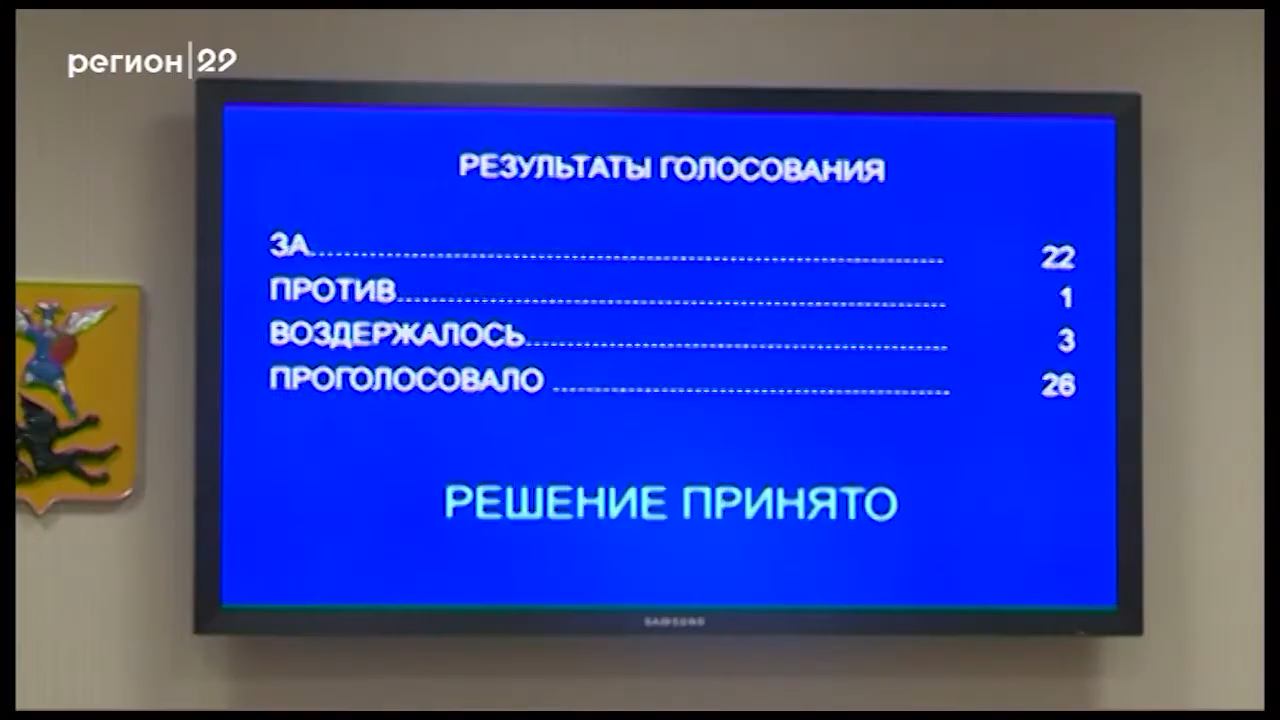 регион|29
РЕЗУЛЬТАТЫ ГОЛОСОВАНИЯ
ЗА 22
ПРОТИВ 1
ВОЗДЕРЖАЛОСЬ 3
ПРОГОЛОСОВАЛО 26
РЕШЕНИЕ ПРИНЯТО
SAMSUNG